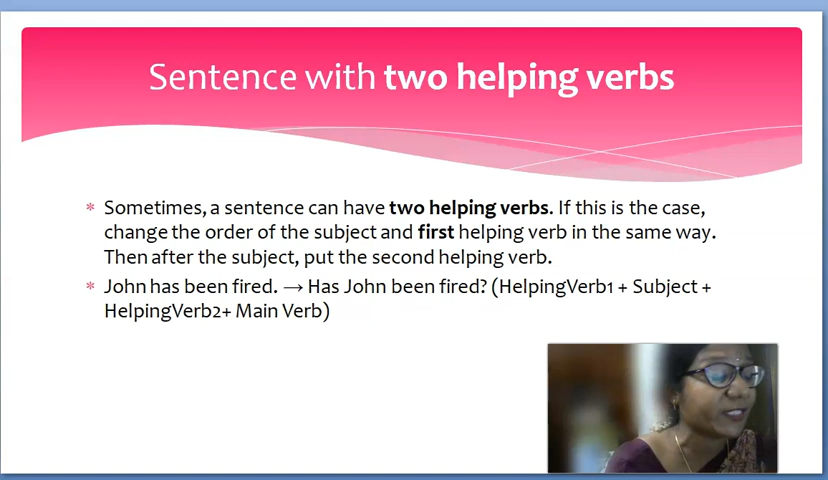 Sentence with two helping verbs
Sometimes, a sentence can have two helping verbs. If this is the case,
change the order of the subject and first helping verb in the same way.
Then after the subject, put the second helping verb.
John has been fired. → Has John been fired? (HelpingVerb1 + Subject +
HelpingVerb2+ Main Verb)